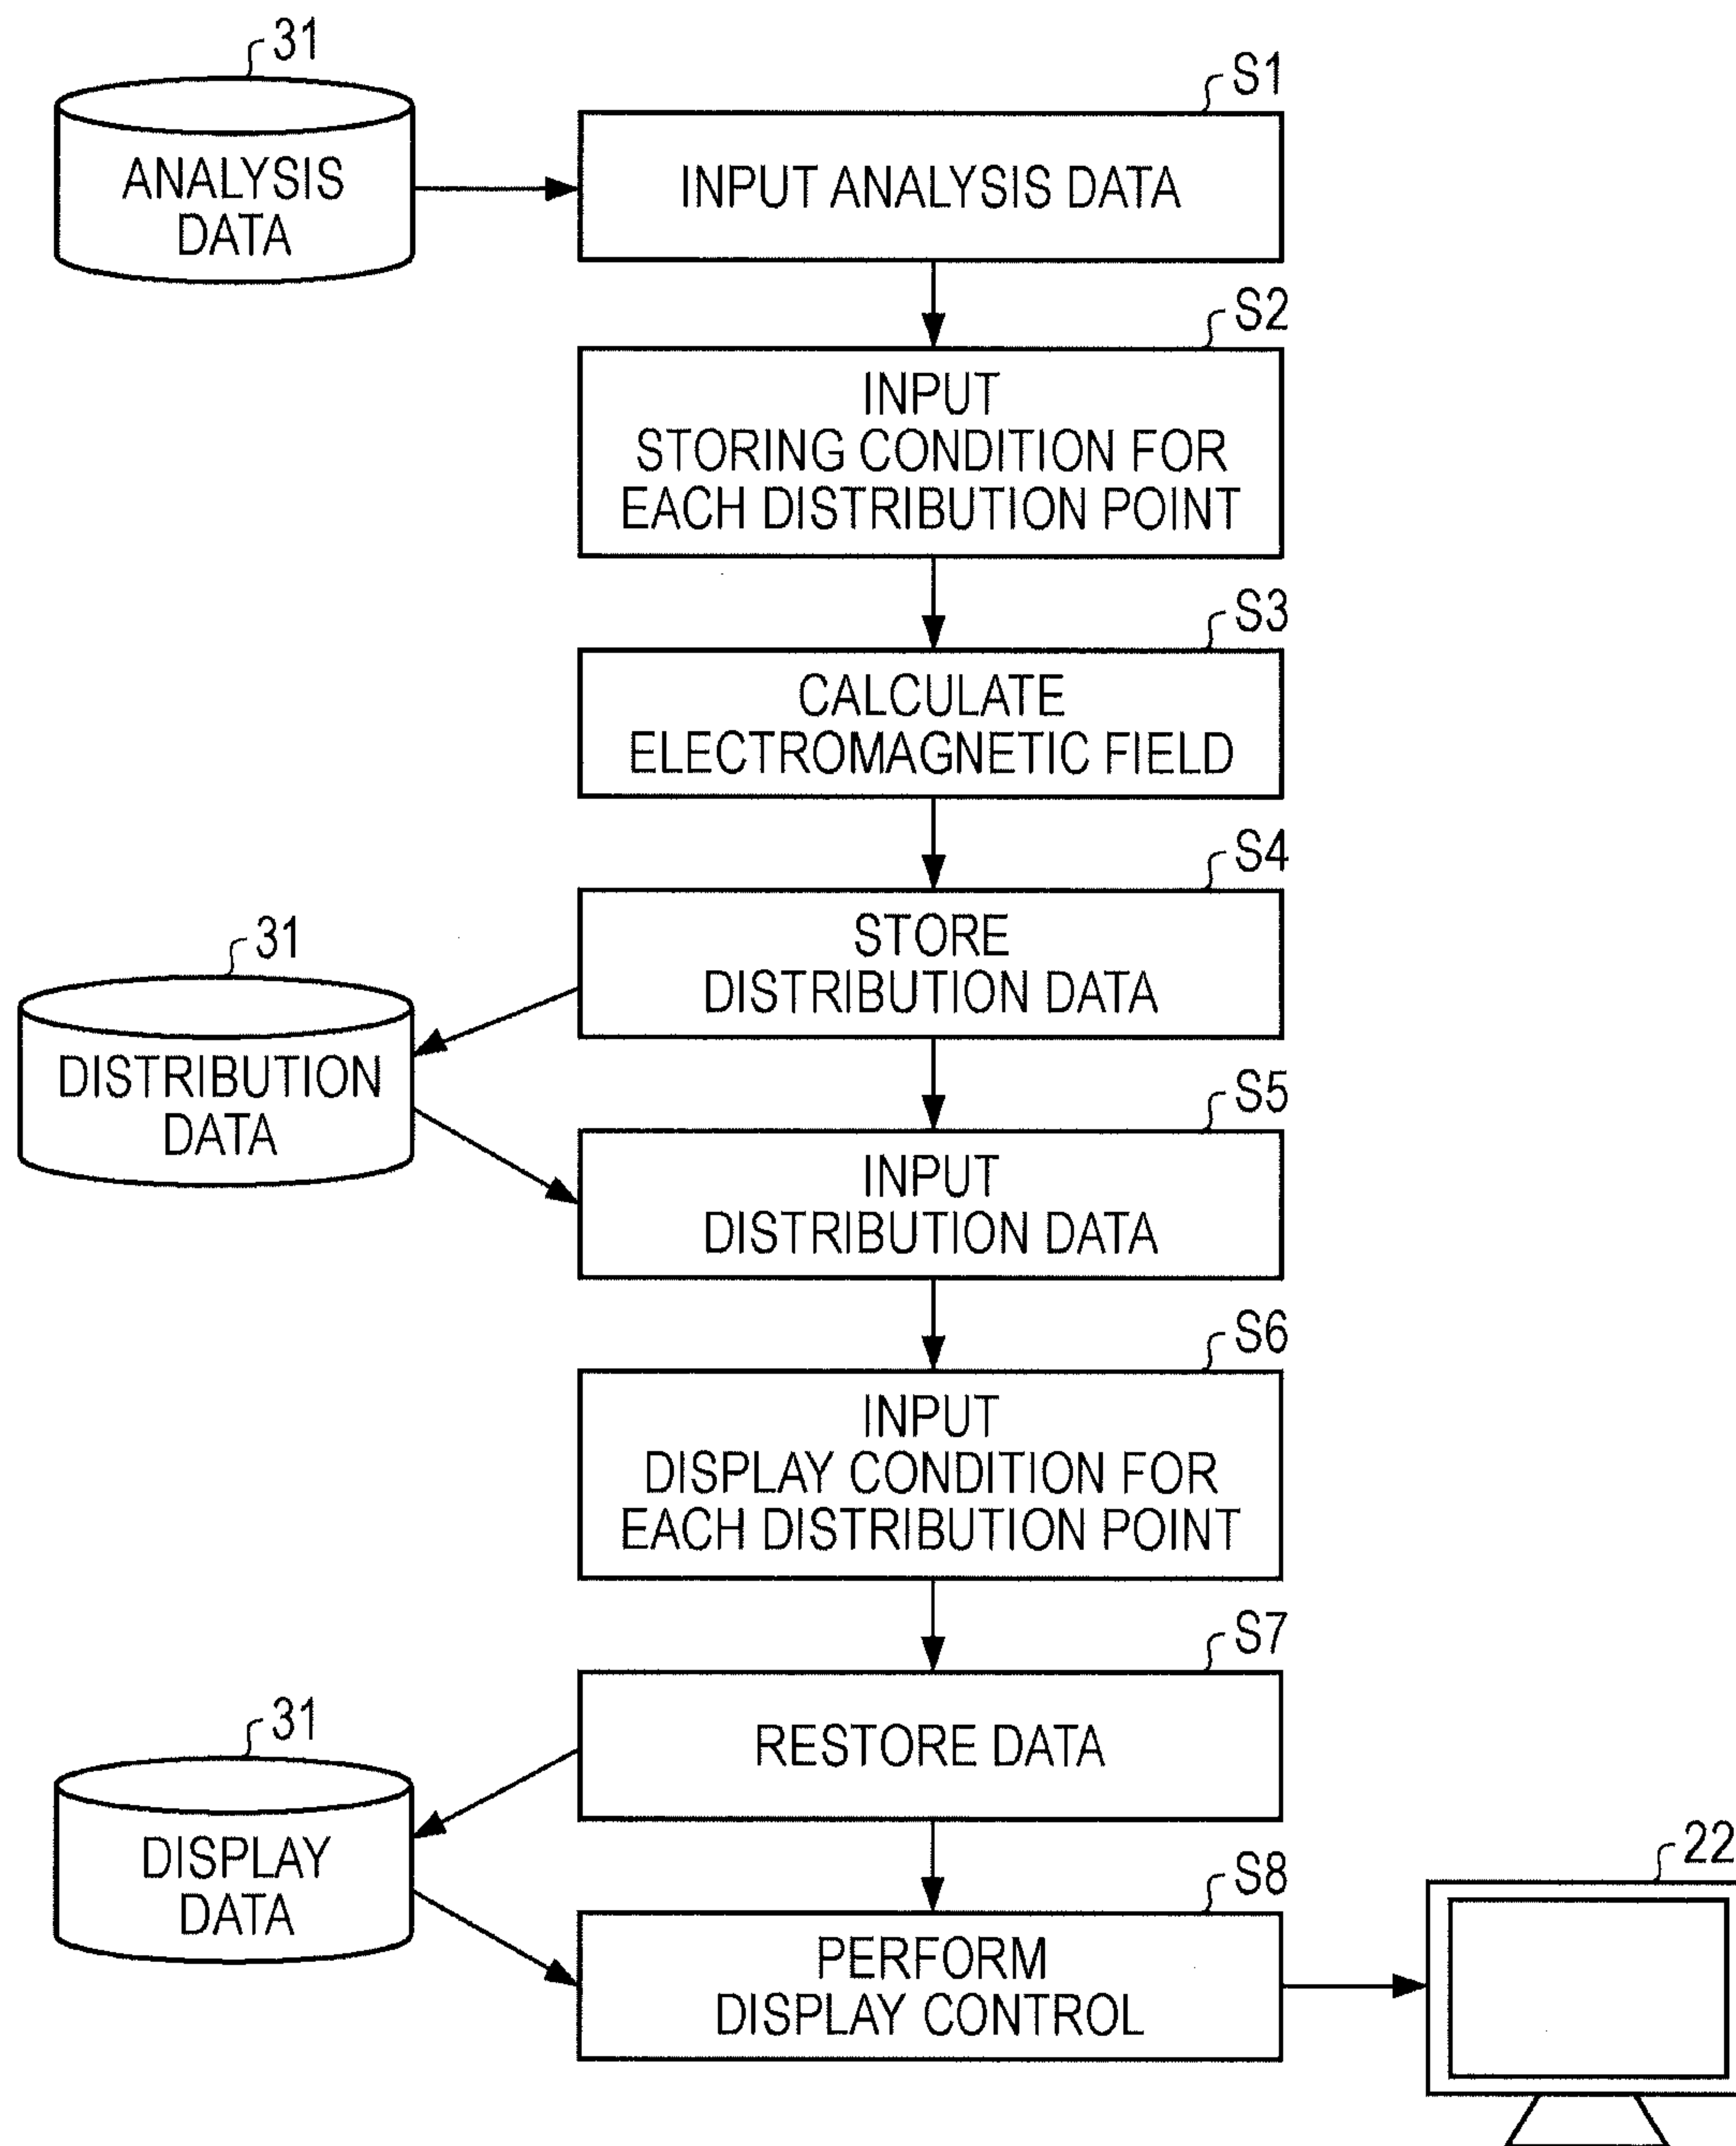 31
S1
ANALYSIS
DATA
INPUT ANALYSIS DATA
S2
INPUT
STORING CONDITION FOR
EACH DISTRIBUTION POINT
S3
CALCULATE
ELECTROMAGNETIC FIELD
S4
31
STORE
DISTRIBUTION DATA
DISTRIBUTION
DATA
S5
INPUT
DISTRIBUTION DATA
S6
INPUT
DISPLAY CONDITION FOR
EACH DISTRIBUTION POINT
S7
31
RESTORE DATA
DISPLAY
DATA
S8
22
PERFORM
DISPLAY CONTROL